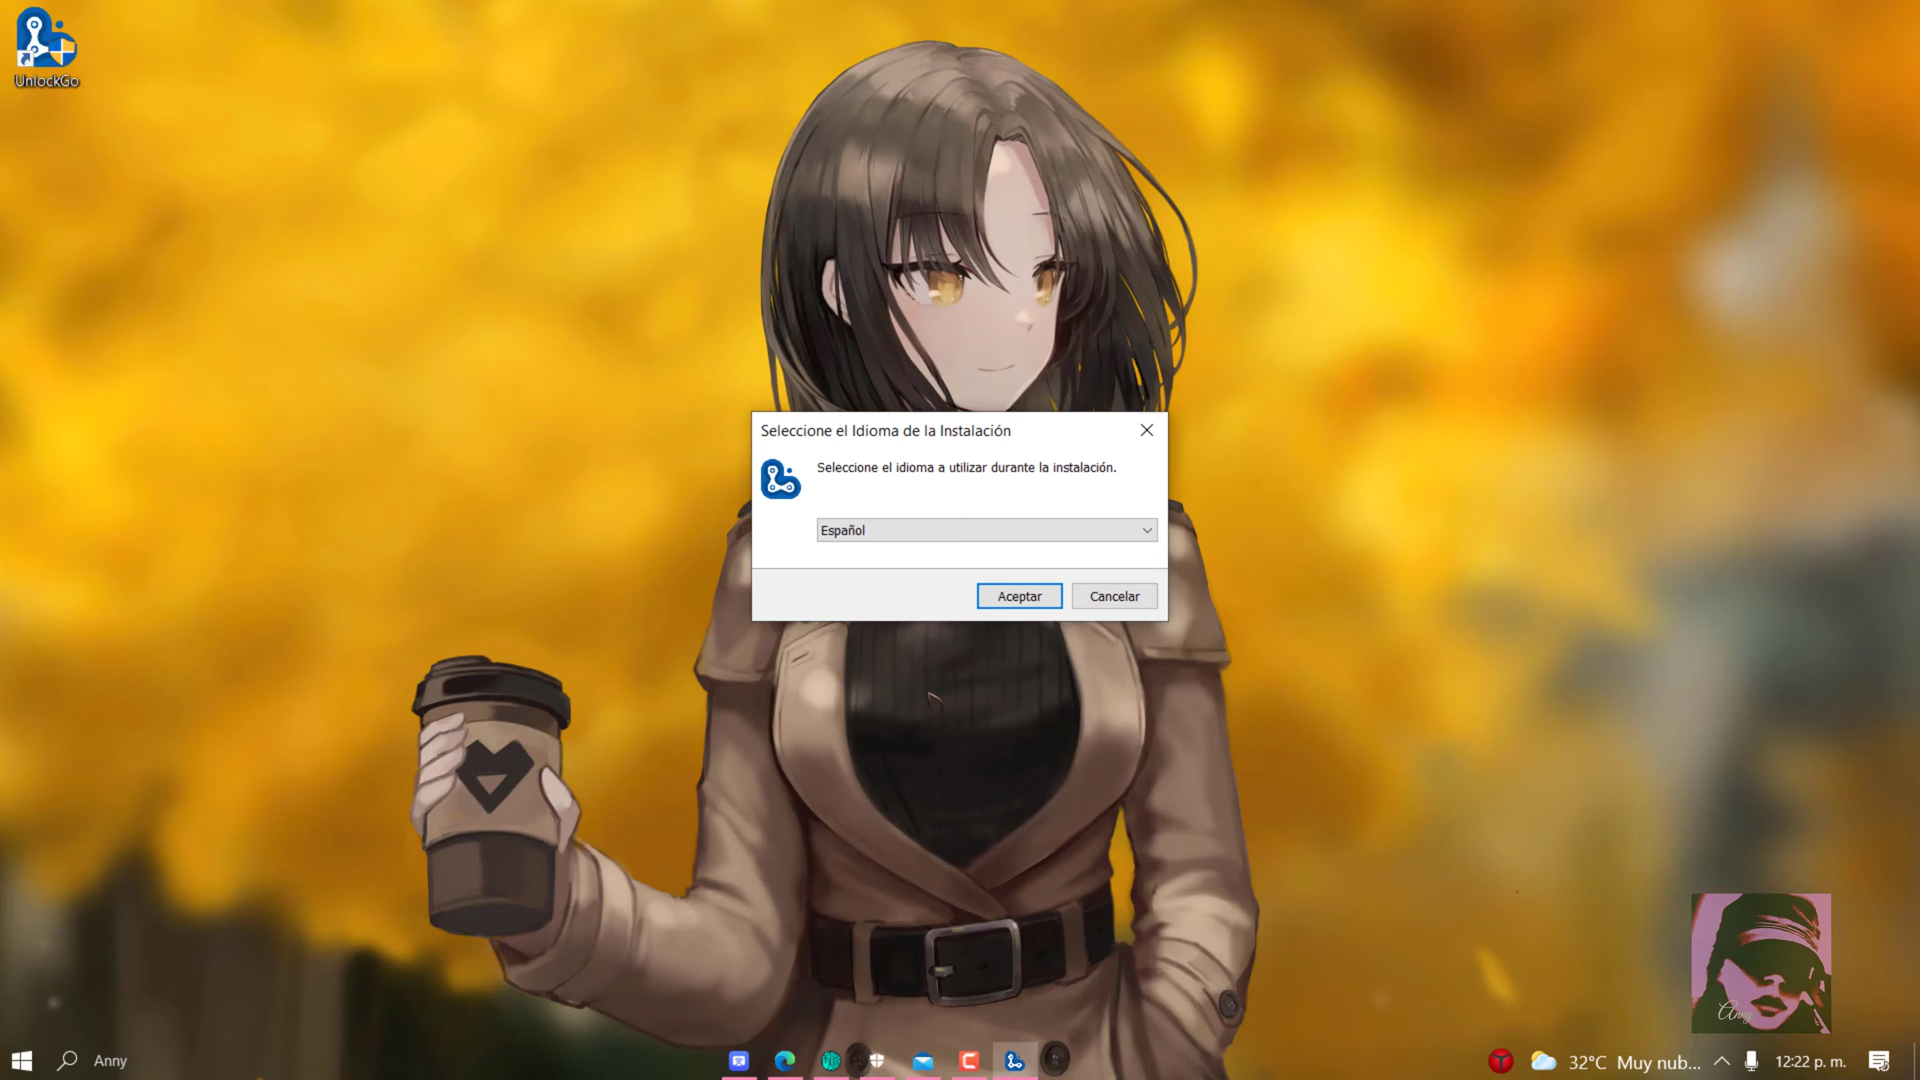 UnlockGo
Seleccione el Idioma de la Instalación
Seleccione el idioma a utilizar durante la instalación.
Español
Aceptar
Cancelar
Anny
Anny
32°C Muy nub...
12:22 p. m.